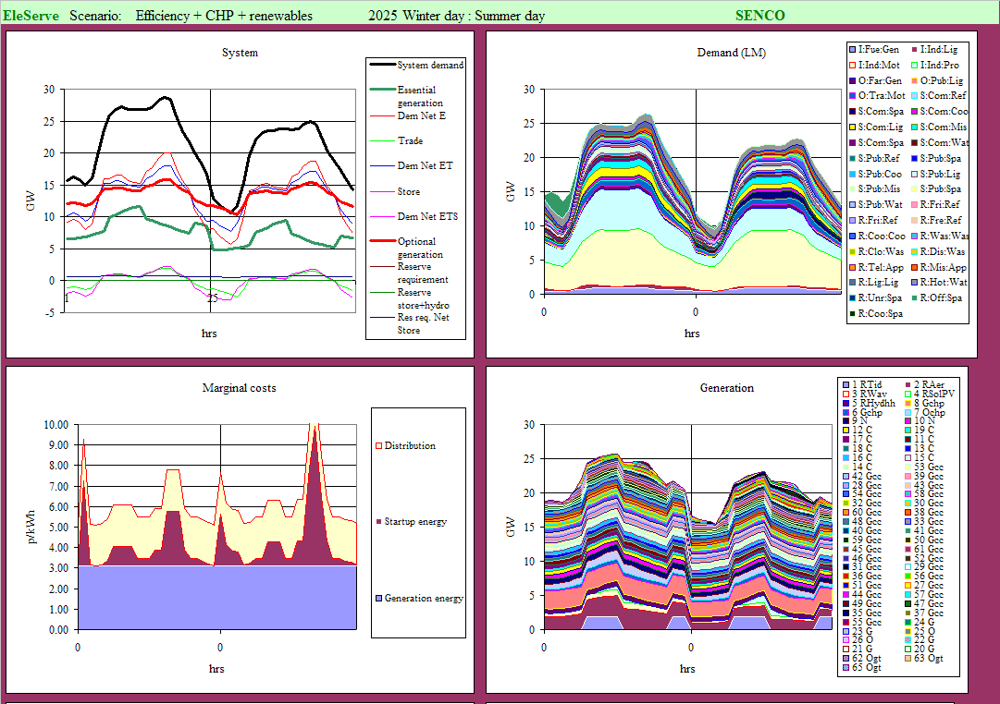 EleServe Scenario: Efficiency + CHP + renewables 2025 Winter day : Summer day SENCO
System
GW
30
25
20
15
10
5
0
-5
1
25
hrs
System demand
Essential
generation
Dem Net E
Trade
Dem Net ET
Store
Dem Net ETS
Optional
generation
Reserve
requirement
Reserve
store+hydro
Res req. Net
Store
Demand (LM)
GW
30
25
20
15
10
5
0
0
0
hrs
I:Fue:Gen I:Ind:Lig
I:Ind:Mot I:Ind:Pro
O:Far:Gen O:Pub:Lig
O:Tra:Mot S:Com:Ref
S:Com:Spa S:Com:Coo
S:Com:Lig S:Com:Mis
S:Com:Spa S:Com:Wat
S:Pub:Ref S:Pub:Spa
S:Pub:Coo S:Pub:Lig
S:Pub:Mis S:Pub:Spa
S:Pub:Wat R:Fri:Ref
R:Fri:Ref R:Fre:Ref
R:Coo:Coo R:Was:Was
R:Clo:Was R:Dis:Was
R:Tel:App R:Mis:App
R:Lig:Lig R:Hot:Wat
R:Unr:Spa R:Off:Spa
R:Coo:Spa
Marginal costs
p/kWh
10.00
9.00
8.00
7.00
6.00
5.00
4.00
3.00
2.00
1.00
0.00
0
0
hrs
Distribution
Startup energy
Generation energy
Generation
GW
30
25
20
15
10
5
0
0
0
hrs
1 RTid 2 RAer
3 RWav 4 RSolPV
5 RHydhh 8 Gchp
6 Gchp 7 Ochp
9 N 10 N
12 C 19 C
17 C 11 C
18 C 13 C
16 C 15 C
14 C 53 Gcc
42 Gcc 39 Gcc
28 Gcc 43 Gcc
54 Gcc 58 Gcc
32 Gcc 30 Gcc
60 Gcc 38 Gcc
48 Gcc 33 Gcc
40 Gcc 41 Gcc
59 Gcc 50 Gcc
45 Gcc 61 Gcc
46 Gcc 52 Gcc
31 Gcc 29 Gcc
36 Gcc 56 Gcc
51 Gcc 27 Gcc
44 Gcc 57 Gcc
49 Gcc 47 Gcc
35 Gcc 37 Gcc
55 Gcc 24 G
23 G 25 O
26 O 22 G
21 G 20 G
62 Ogt 63 Ogt
65 Ogt